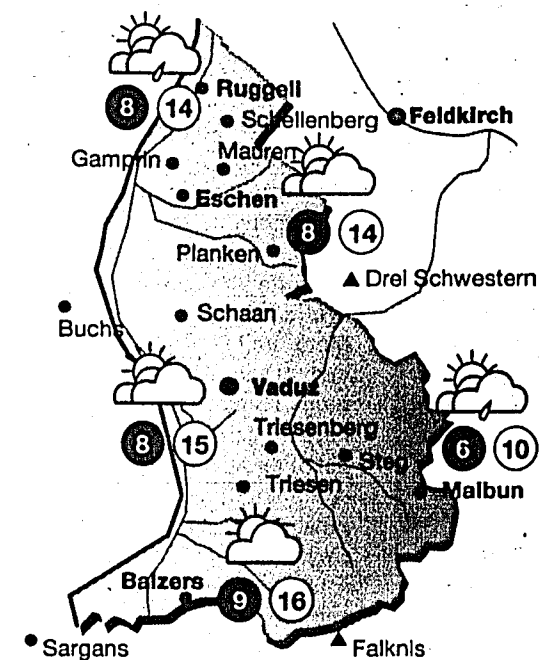 Ruggell
8 14
Schellenberg
Feldkirch
Gamprin
Mauren
Eschen
8 14
Planken
Drei Schwestern
Schaan
Buchs
Vaduz
8 15
Triesenberg
6 10
Steg
Triesen
Malbun
Balzers
9 16
Sargans
Falknis